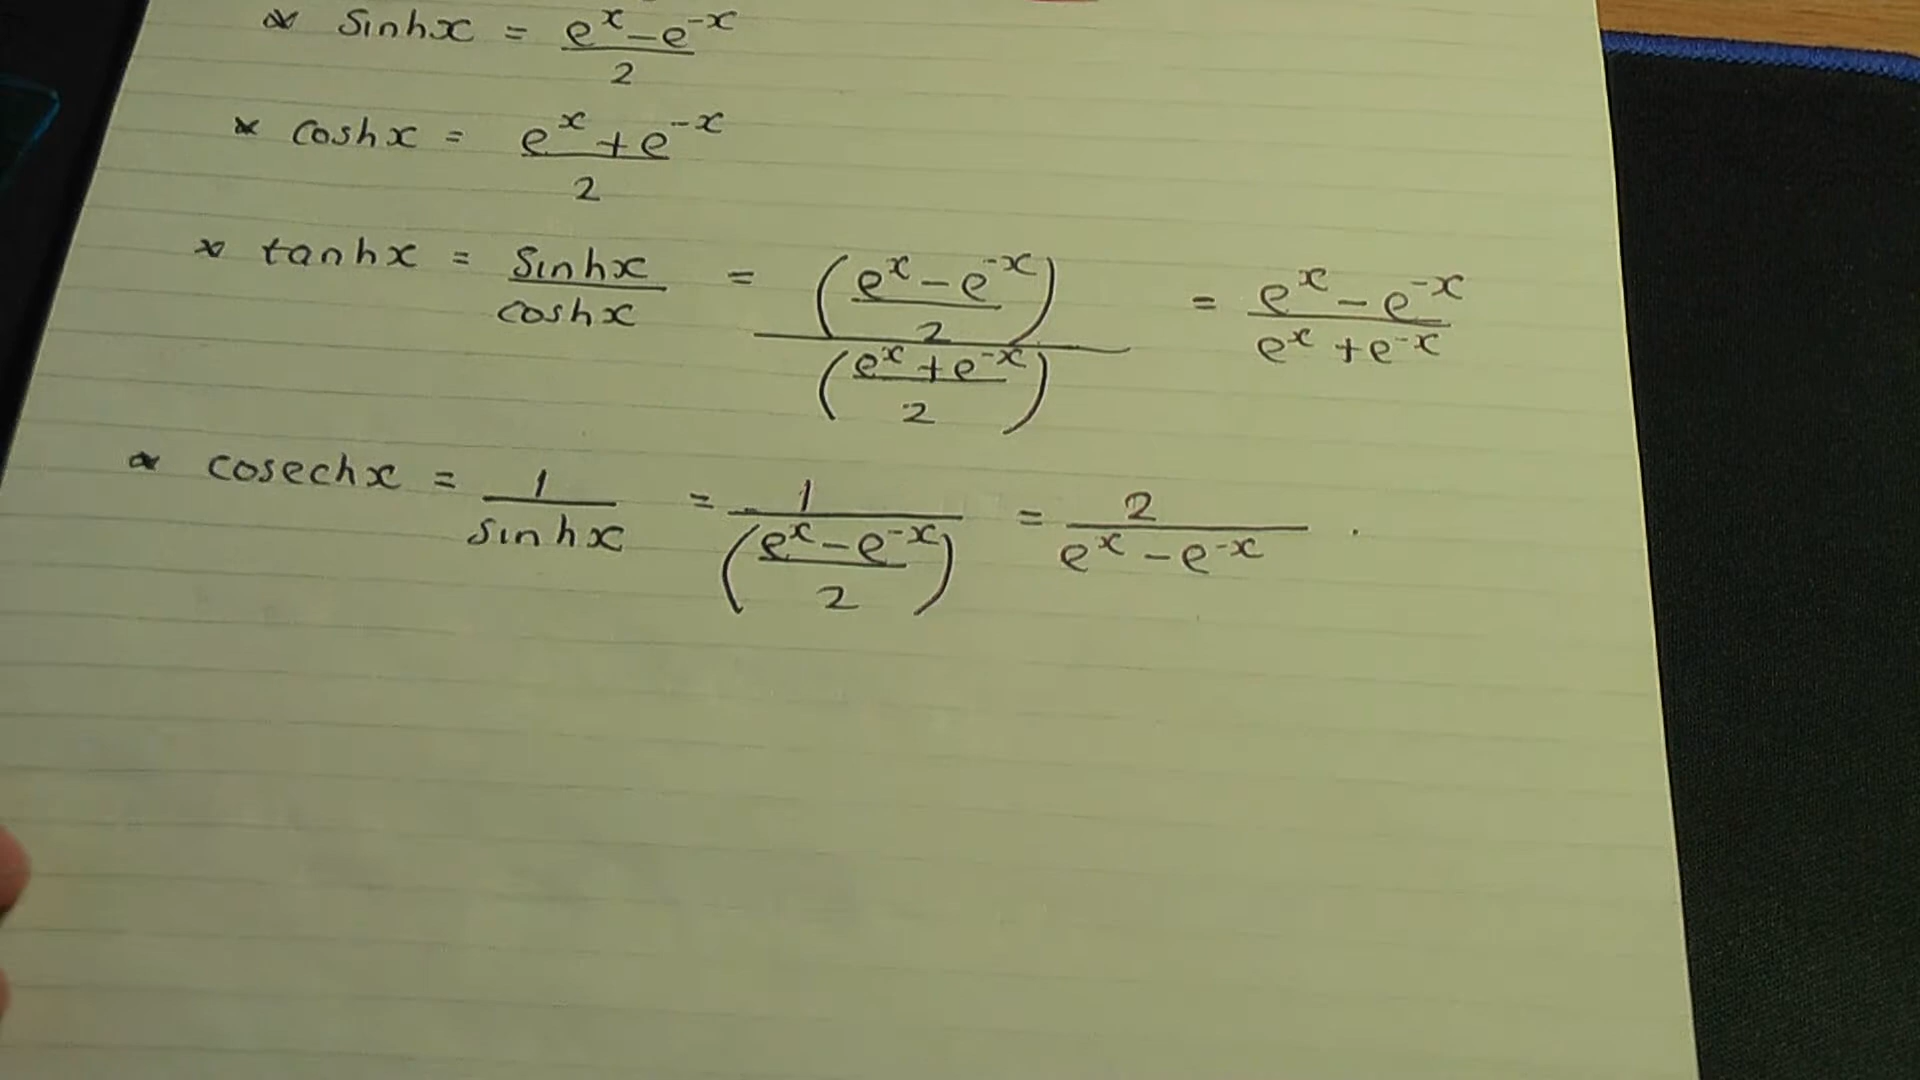 * sinhx = (e^x - e^-x)/2
* coshx = (e^x + e^-x)/2
* tanhx = sinhx/coshx = ((e^x - e^-x)/2)/((e^x + e^-x)/2) = (e^x - e^-x)/(e^x + e^-x)
* cosechx = 1/sinhx = 1/((e^x - e^-x)/2) = 2/(e^x - e^-x) .